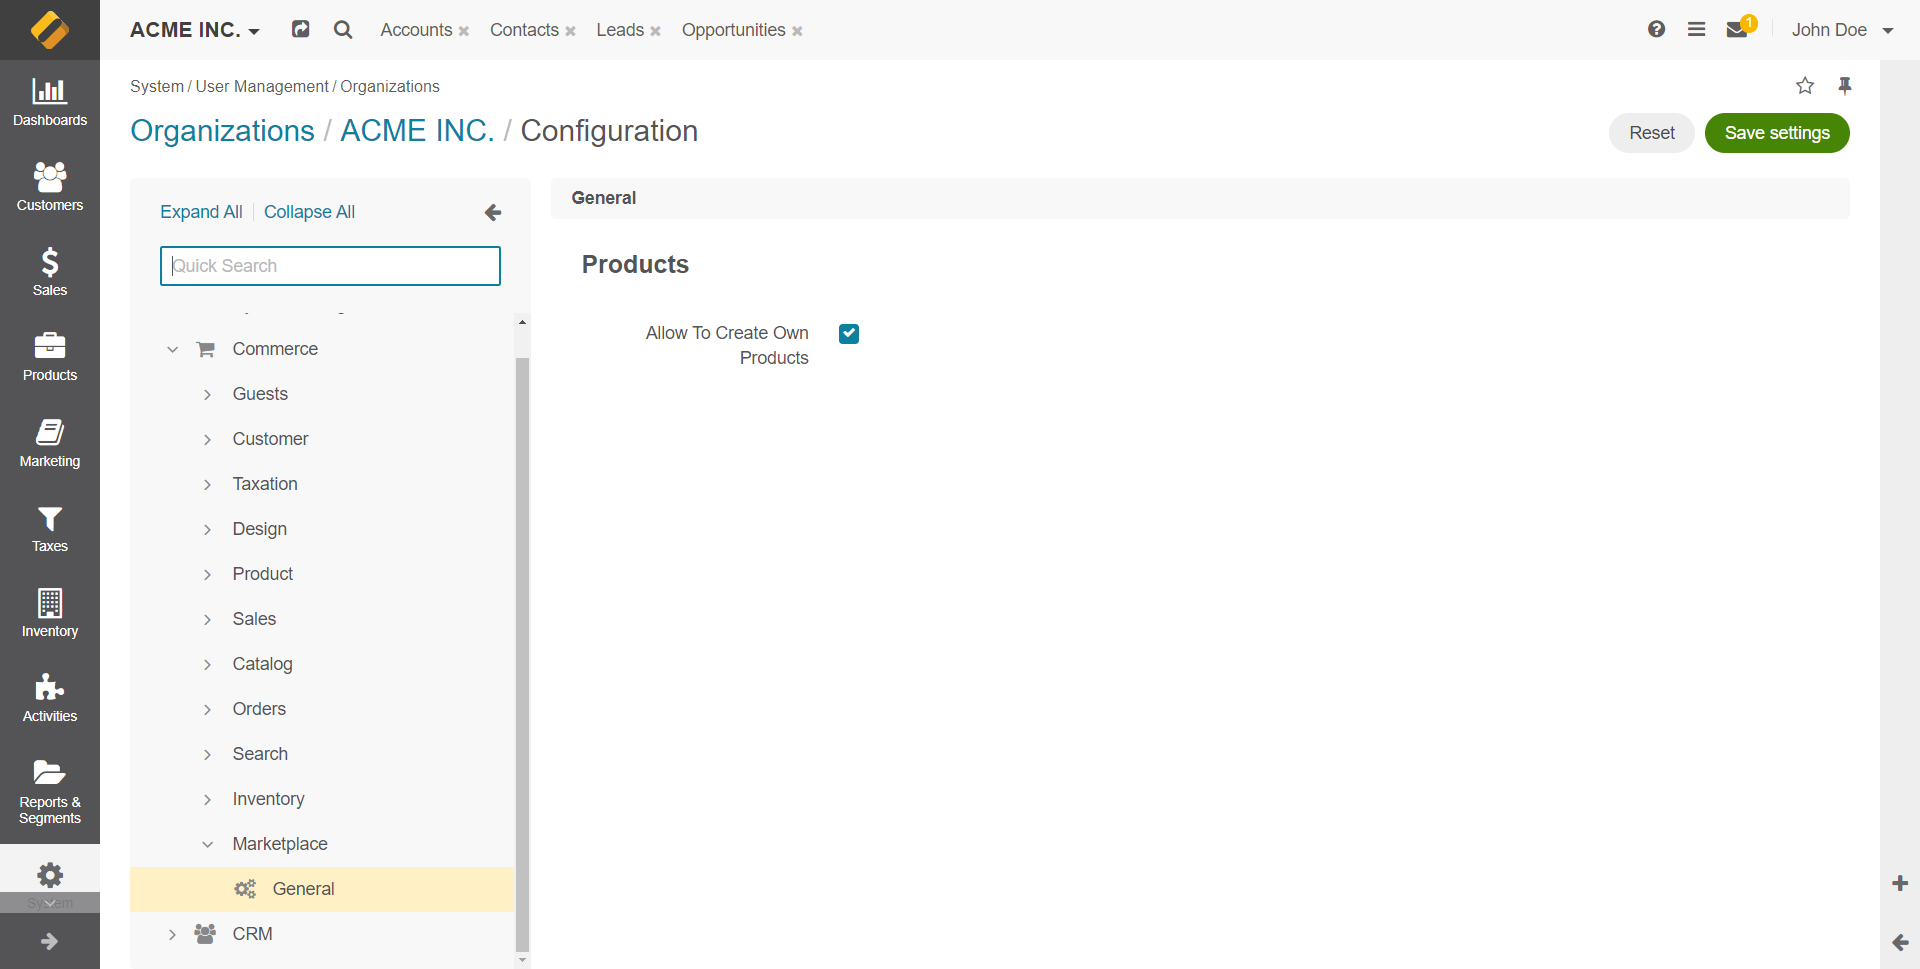 ACME INC.
Accounts
Contacts
Leads
Opportunities
1
John Doe
System / User Management / Organizations
Organizations / ACME INC. / Configuration
Reset
Save settings
Dashboards
Customers
Sales
Products
Marketing
Taxes
Inventory
Activities
Reports &
Segments
System
Expand All
Collapse All
Quick Search
Commerce
Guests
Customer
Taxation
Design
Product
Sales
Catalog
Orders
Search
Inventory
Marketplace
General
CRM
General
Products
Allow To Create Own
Products